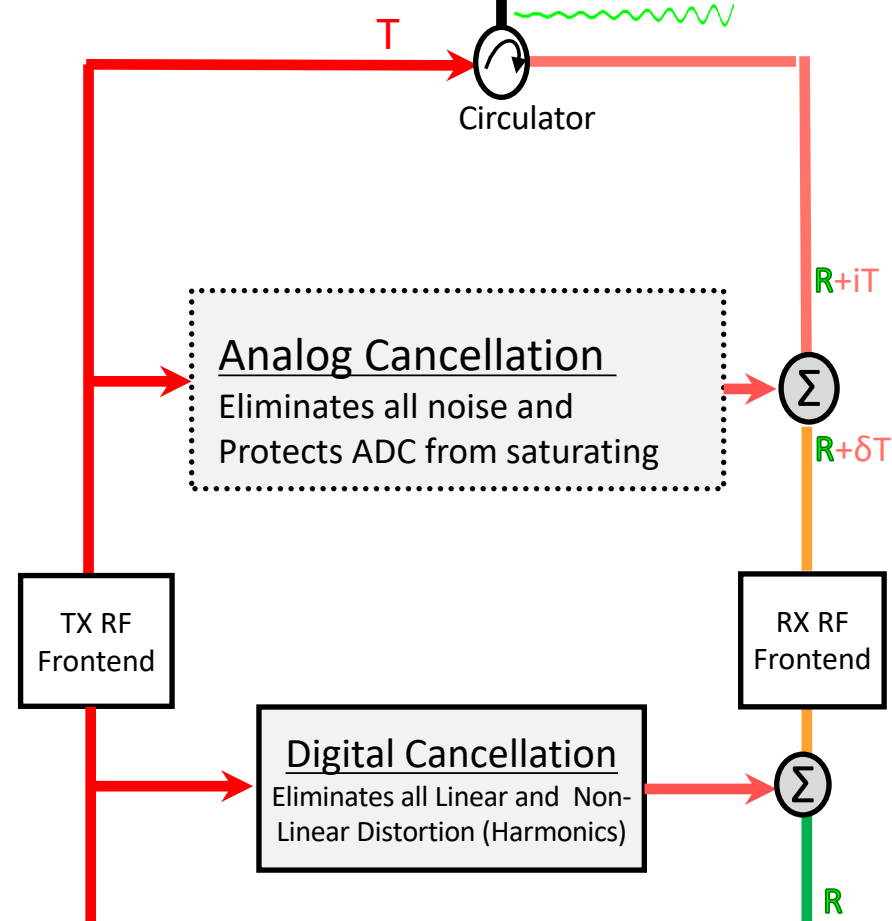 T
Circulator
R+iT
Analog Cancellation
Eliminates all noise and
Protects ADC from saturating
Σ
R+δT
TX RF
Frontend
RX RF
Frontend
Digital Cancellation
Eliminates all Linear and Non-
Linear Distortion (Harmonics)
Σ
R